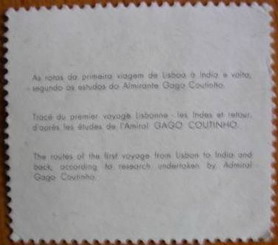 As rotas da primeira viagem de Lisboa à Índia e volta,
segundo os estudos do Almirante Gago Coutinho.
Tracé du premier voyage Lisbonne - les Indes et retour,
d'après les études de l'Amiral GAGO COUTINHO.
The routes of the first voyage from Lisbon to India and
back, according to research undertaken by Admiral
Gago Coutinho.